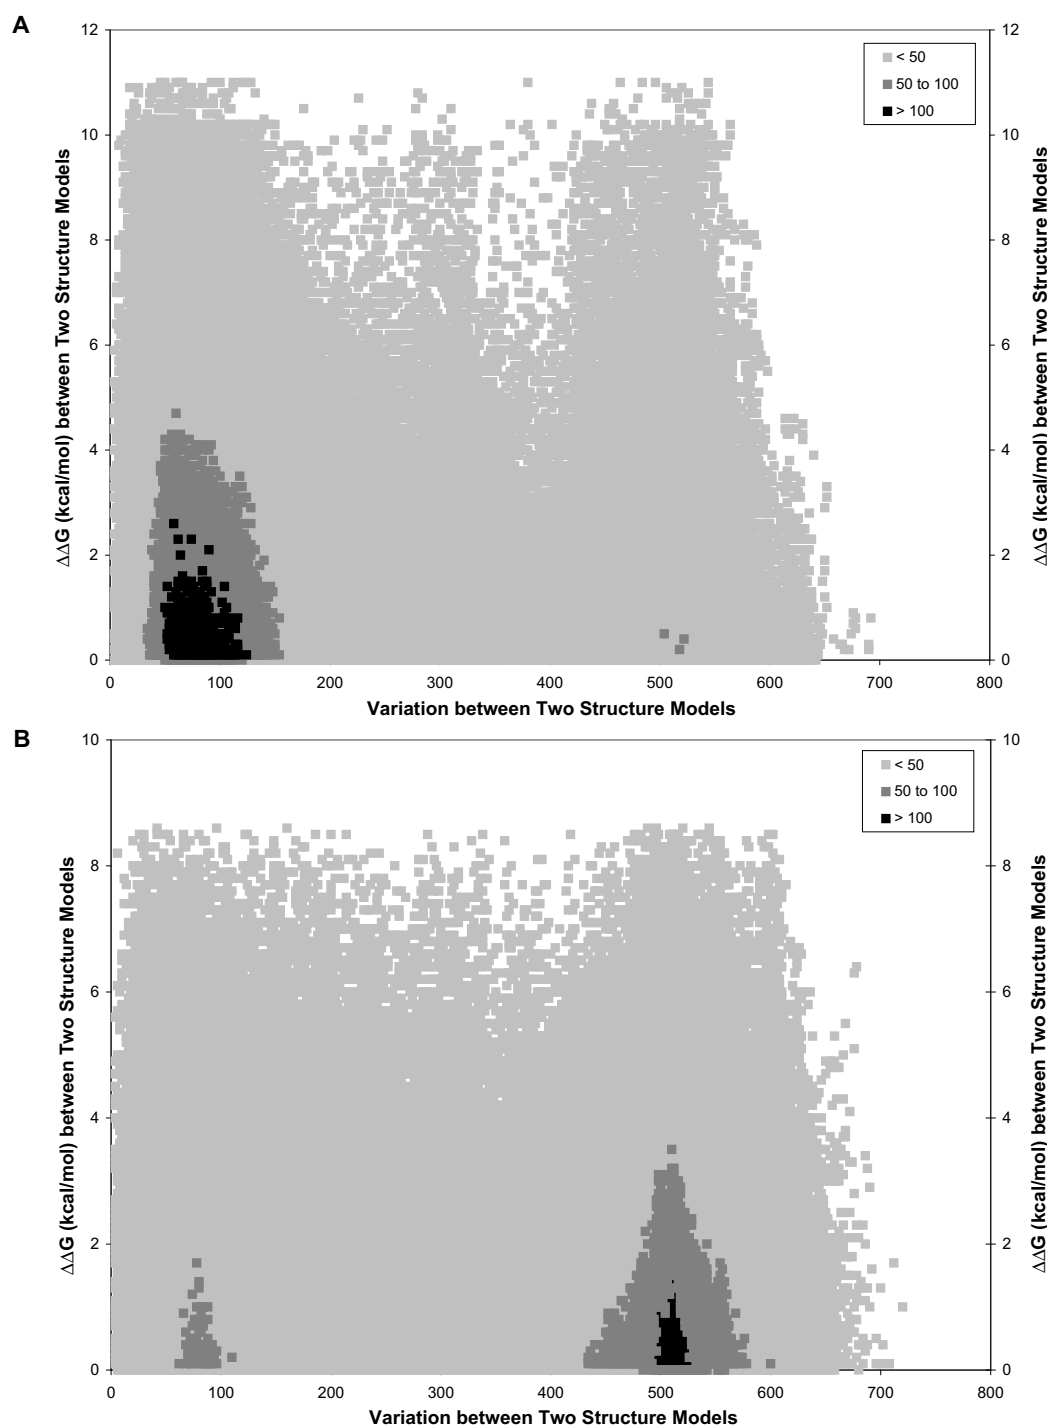 A
12
12
< 50
50 to 100
> 100
10
10
8
8
6
6
4
4
2
2
0
0
ΔΔG (kcal/mol) between Two Structure Models
ΔΔG (kcal/mol) between Two Structure Models
0 100 200 300 400 500 600 700 800
Variation between Two Structure Models
B
10
10
< 50
50 to 100
> 100
8
8
6
6
4
4
2
2
0
0
ΔΔG (kcal/mol) between Two Structure Models
ΔΔG (kcal/mol) between Two Structure Models
0 100 200 300 400 500 600 700 800
Variation between Two Structure Models